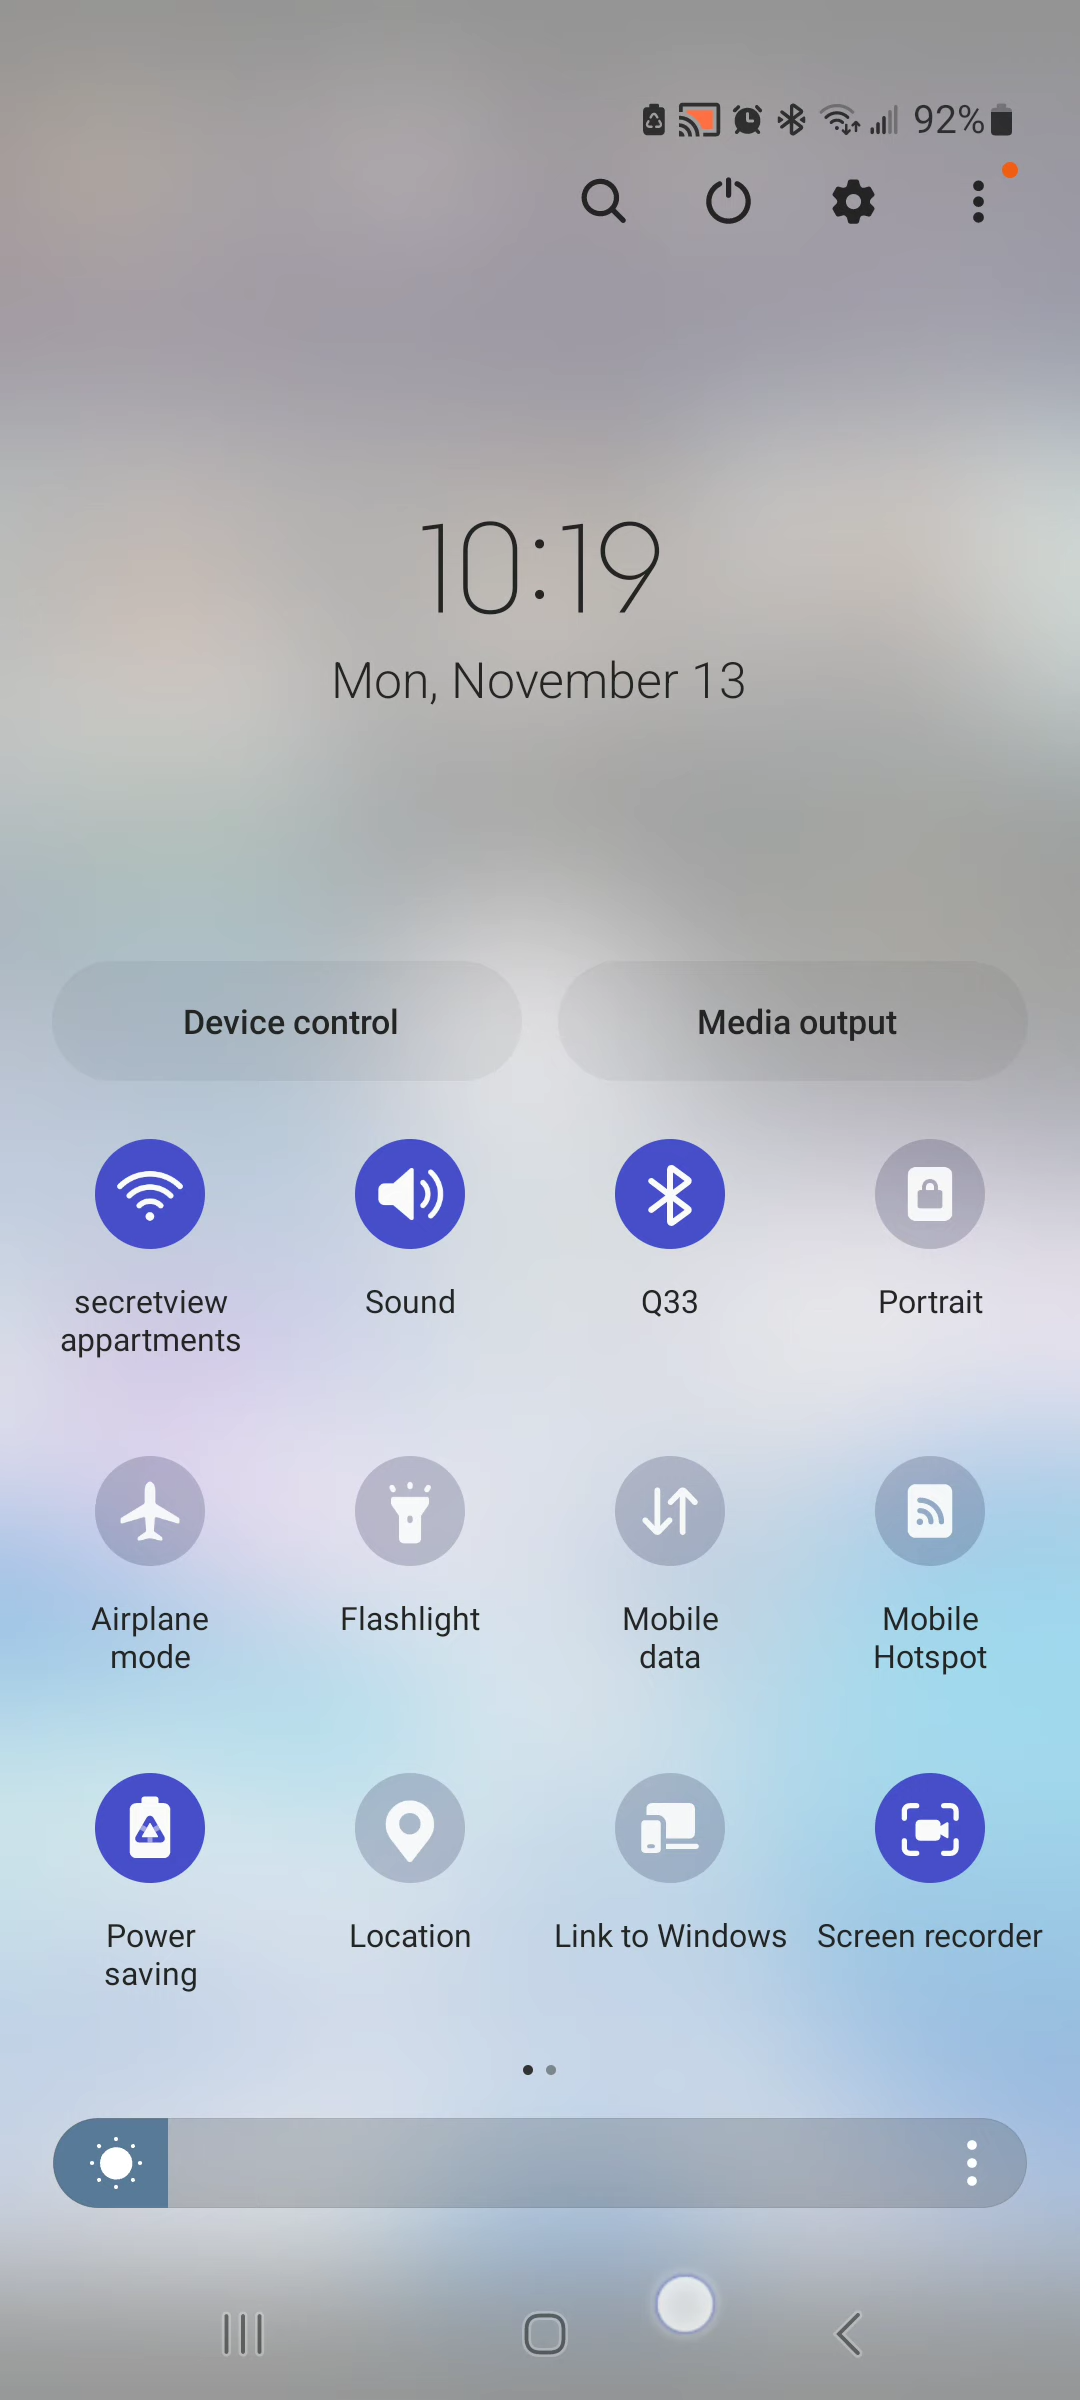 92%
10:19
Mon, November 13
Device control
Media output
secretview
appartments
Sound
Q33
Portrait
Airplane
mode
Flashlight
Mobile
data
Mobile
Hotspot
Power
saving
Location
Link to Windows
Screen recorder